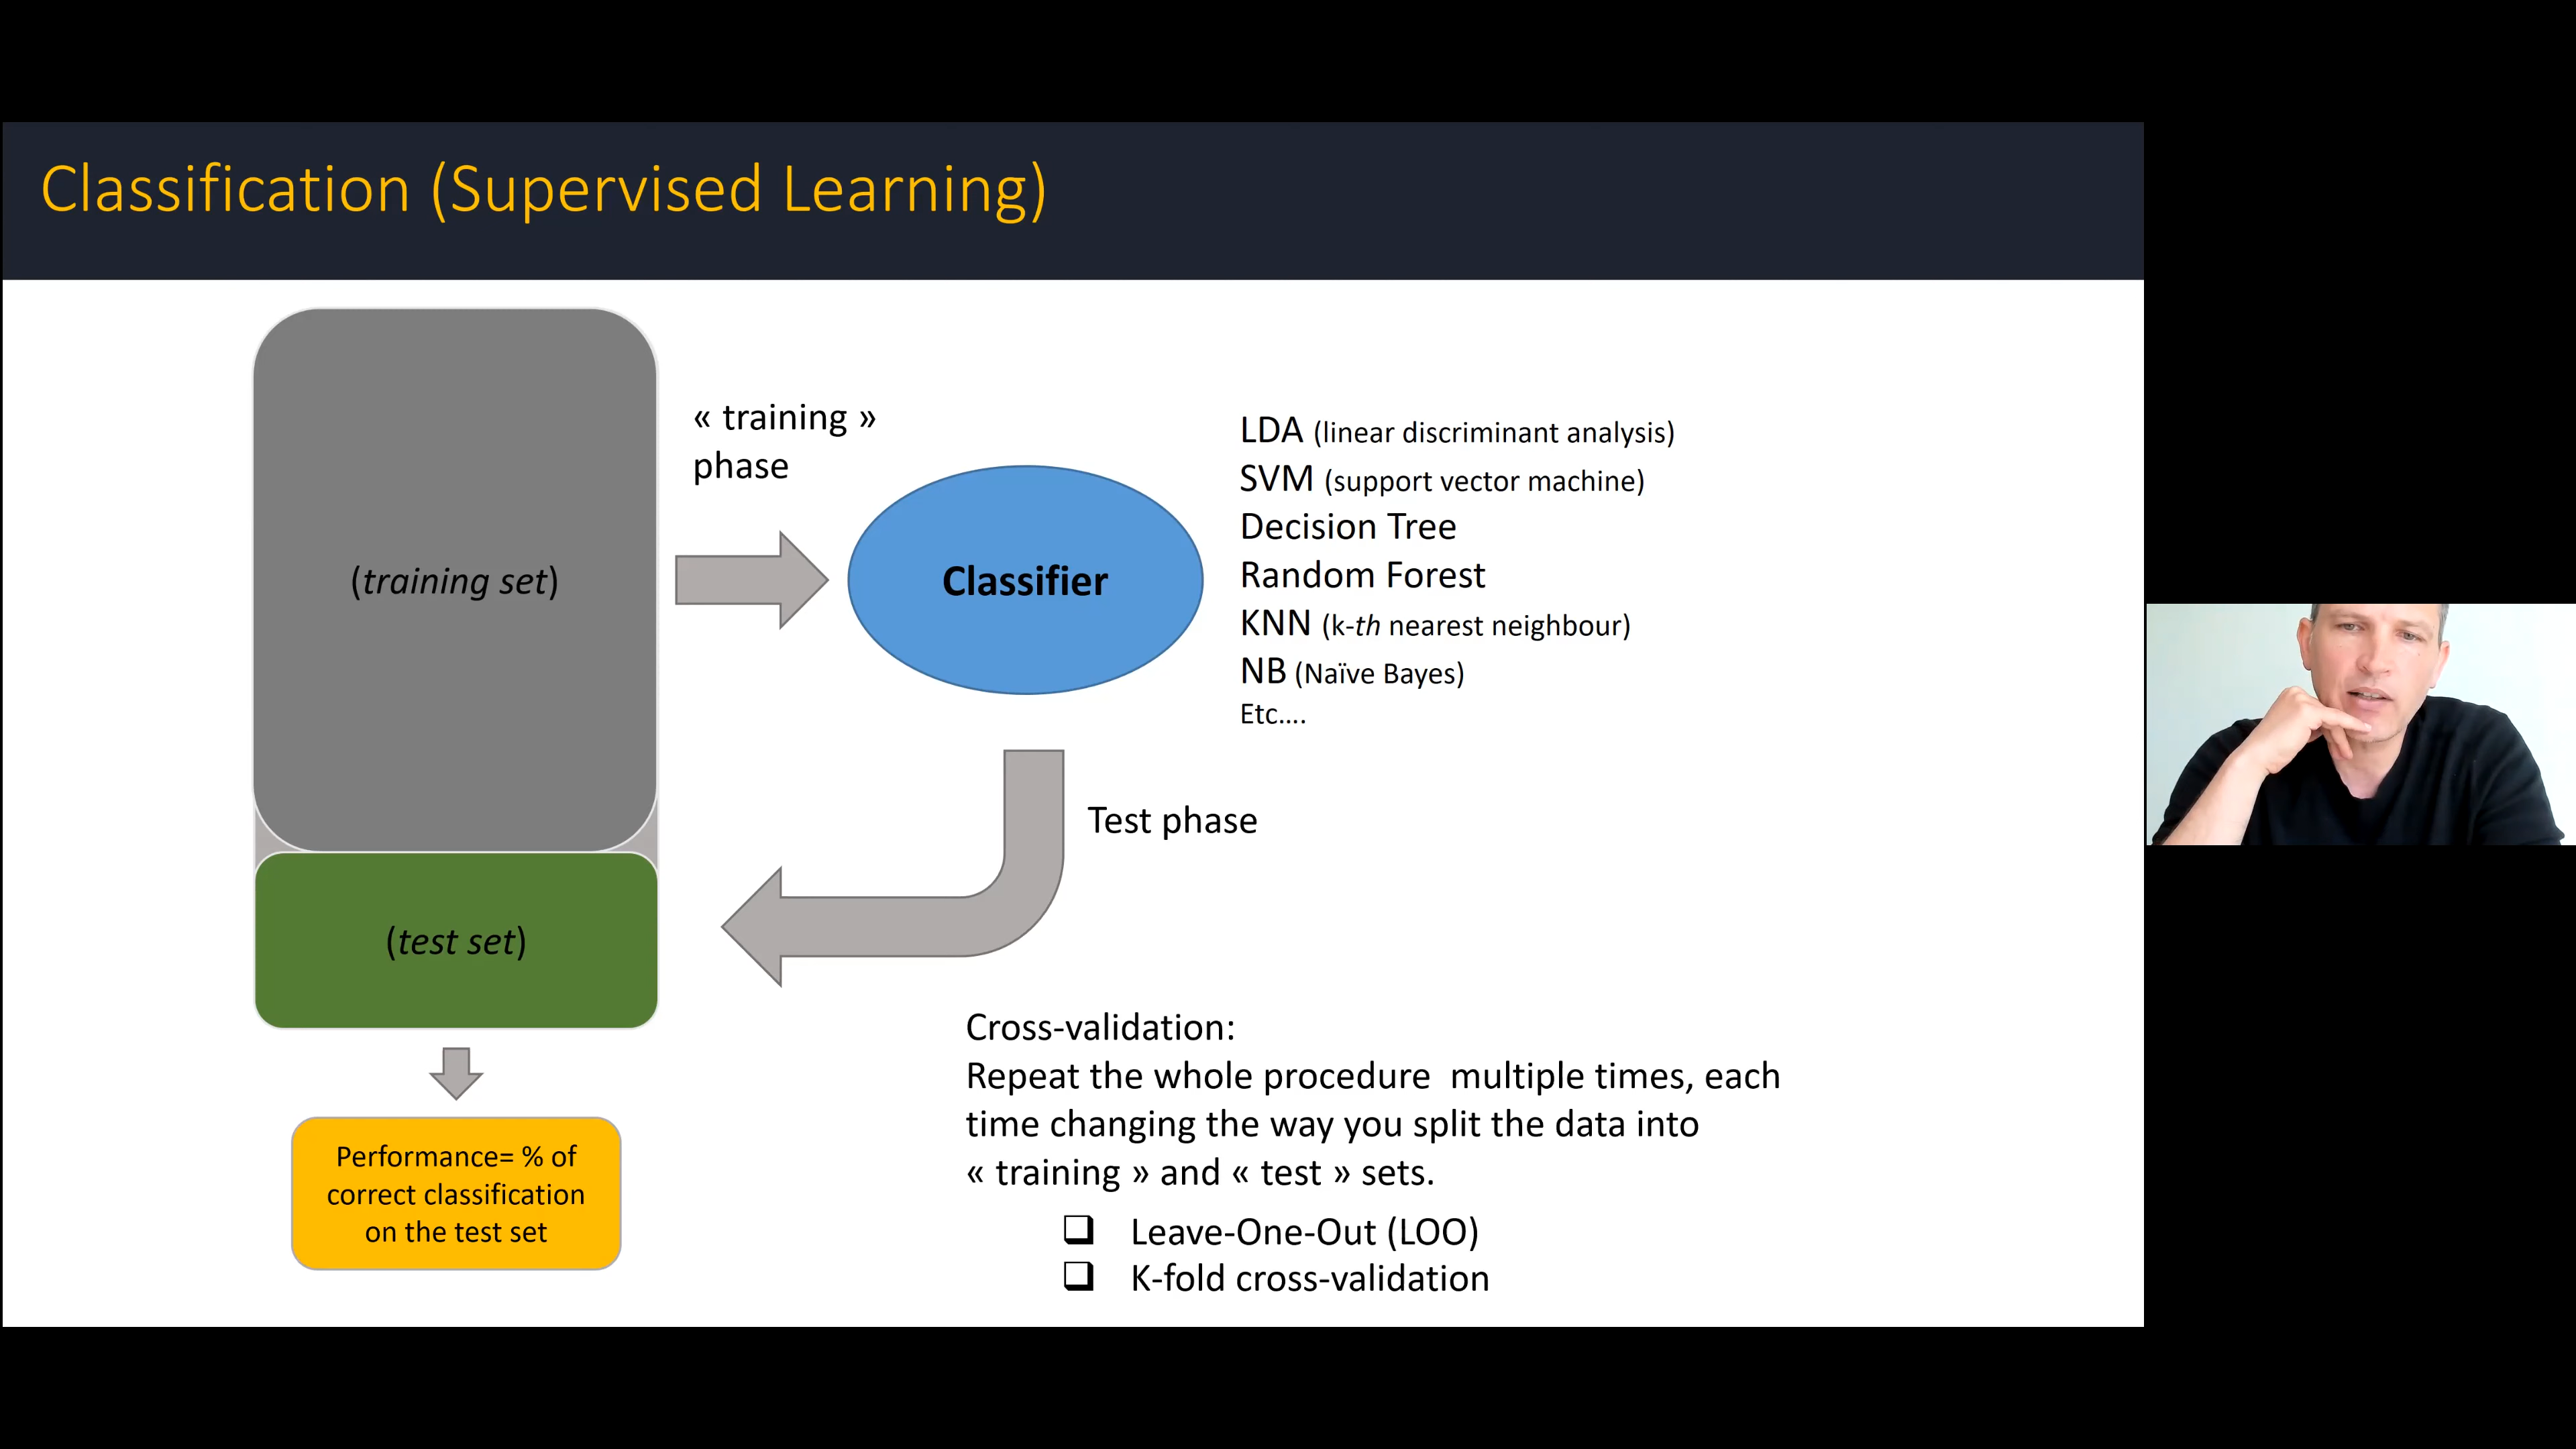 Classification (Supervised Learning)
(training set)
« training »
phase
Classifier
LDA (linear discriminant analysis)
SVM (support vector machine)
Decision Tree
Random Forest
KNN (k-th nearest neighbour)
NB (Naïve Bayes)
Etc....
Test phase
(test set)
Performance= % of
correct classification
on the test set
Cross-validation:
Repeat the whole procedure  multiple times, each
time changing the way you split the data into
« training » and « test » sets.
❑ Leave-One-Out (LOO)
❑ K-fold cross-validation